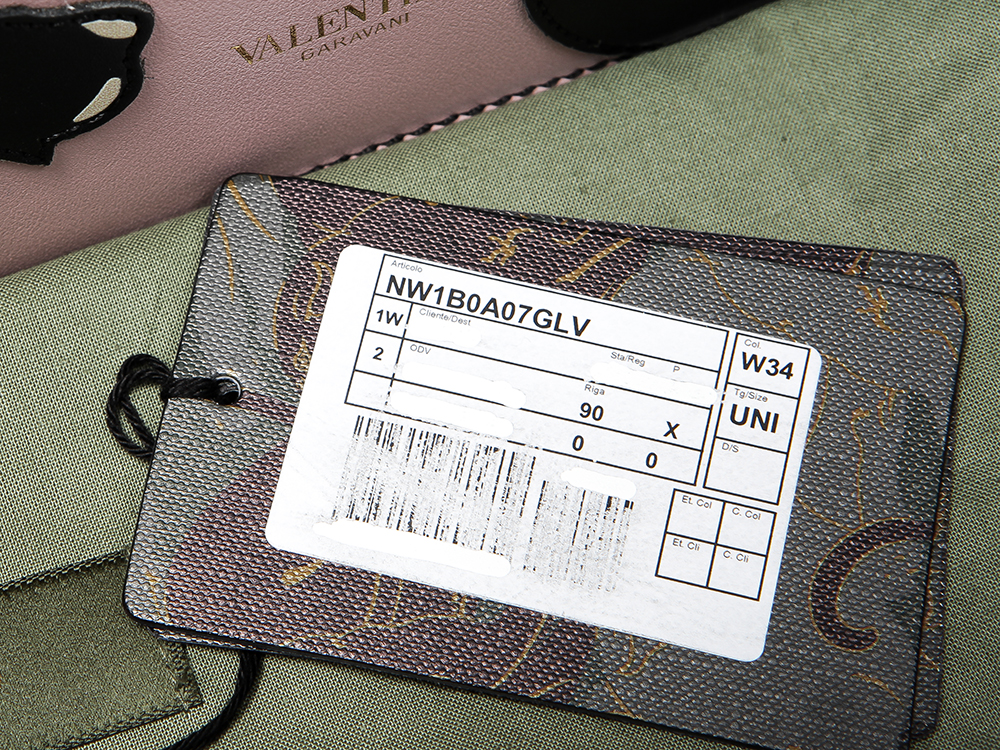 VALENTI
GARAVANI
Articolo
NW1B0A07GLV
1W Cliente/Dest
2 ODV Sta/Reg P
Riga
90 X
0 0
Col.
W34
Tg/Size
UNI
D/S
Et. Col C. Col
Et. Cli C. Cli